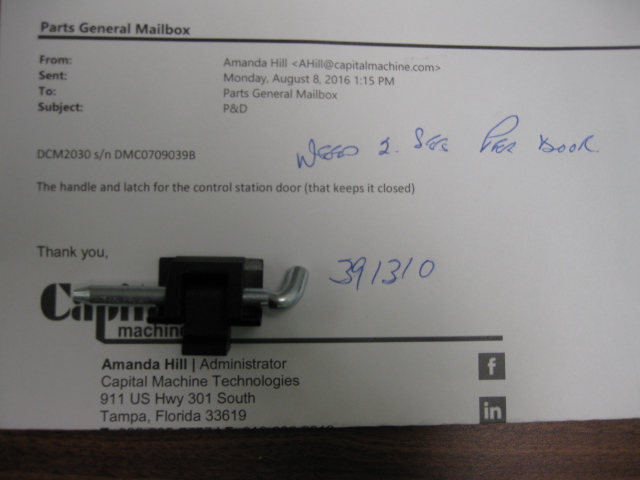 Parts General Mailbox
From: Amanda Hill <AHill@capitalmachine.com>
Sent: Monday, August 8, 2016 1:15 PM
To: Parts General Mailbox
Subject: P&D
Need 2. See Per Door.
DCM2030 s/n DMC0709039B
The handle and latch for the control station door (that keeps it closed)
Thank you,
391310
machine
Amanda Hill | Administrator
Capital Machine Technologies
911 US Hwy 301 South
Tampa, Florida 33619
f
in